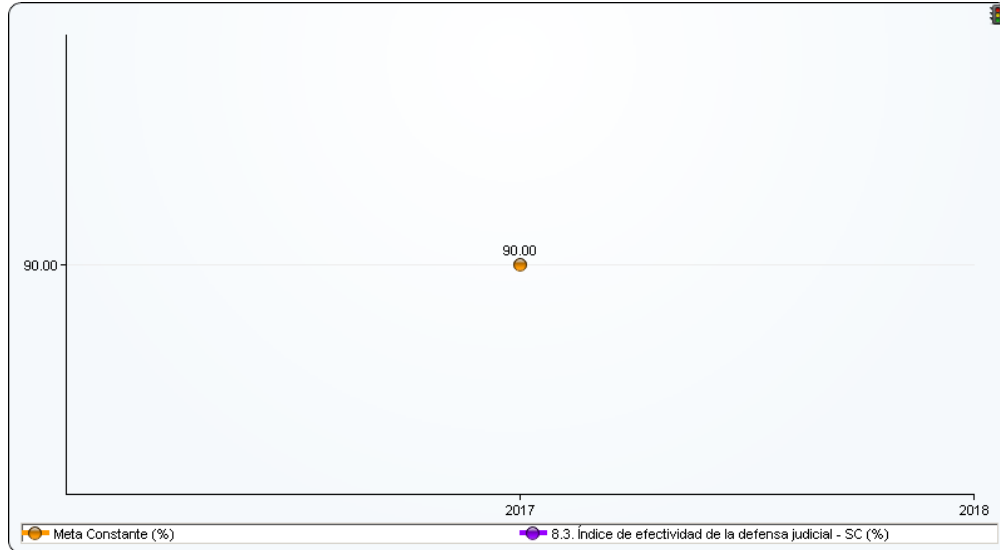 90.00
90.00
2017
2018
Meta Constante (%)
8.3. Índice de efectividad de la defensa judicial - SC (%)